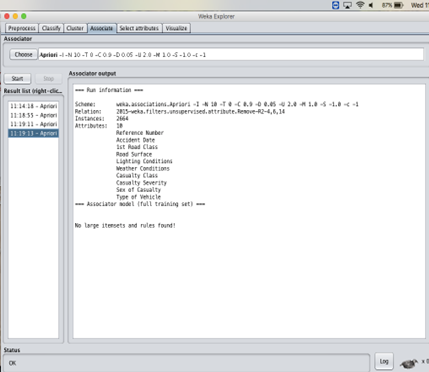 87% Wed 11
Weka Explorer
Preprocess Classify Cluster Associate Select attributes Visualize
Associator
Choose Apriori -I -N 10 -T 0 -C 0.9 -D 0.05 -U 2.0 -M 1.0 -S -1.0 -c -1
Start Stop
Result list (right-clic...
11:14:18 - Apriori
11:18:55 - Apriori
11:19:11 - Apriori
11:19:13 - Apriori
Associator output
=== Run information ===
Scheme: weka.associations.Apriori -I -N 10 -T 0 -C 0.9 -D 0.05 -U 2.0 -M 1.0 -S -1.0 -c -1
Relation: 2015-weka.filters.unsupervised.attribute.Remove-R2-4,6,14
Instances: 2664
Attributes: 10
Reference Number
Accident Date
1st Road Class
Road Surface
Lighting Conditions
Weather Conditions
Casualty Class
Casualty Severity
Sex of Casualty
Type of Vehicle
=== Associator model (full training set) ===
No large itemsets and rules found!
Status
OK
Log x 0